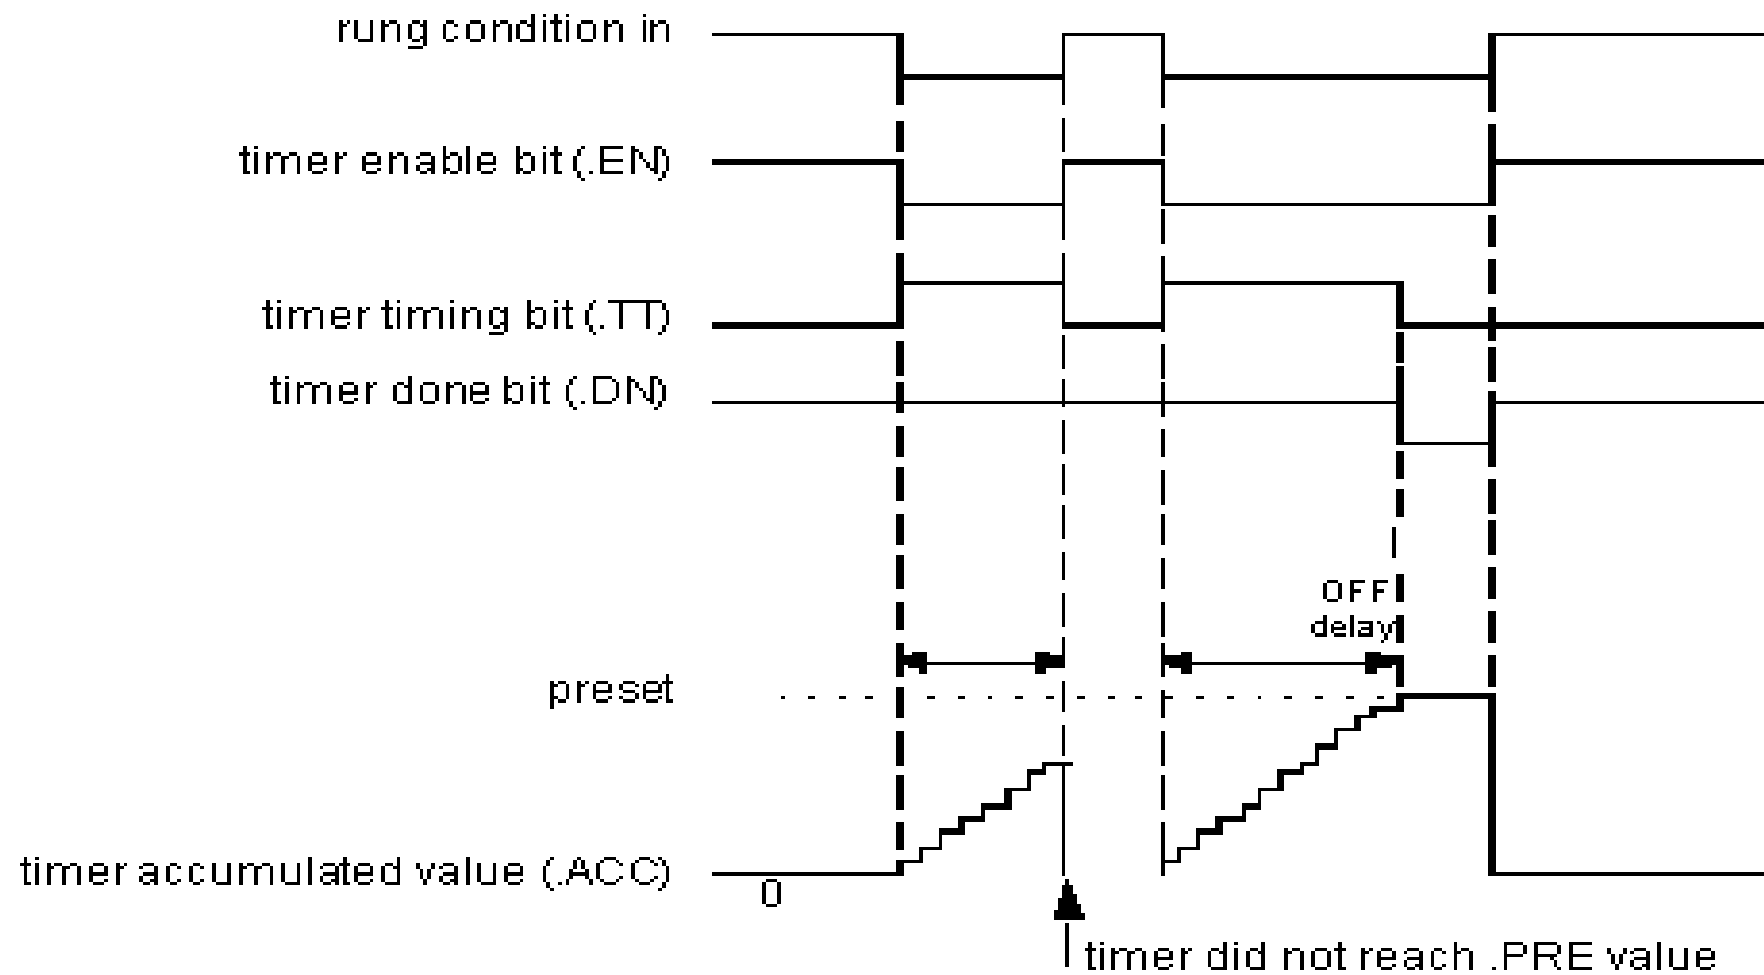 rung condition in
timer enable bit (.EN)
timer timing bit (.TT)
timer done bit (.DN)
OFF
delay
preset
timer accumulated value (.ACC)
0
timer did not reach .PRE value